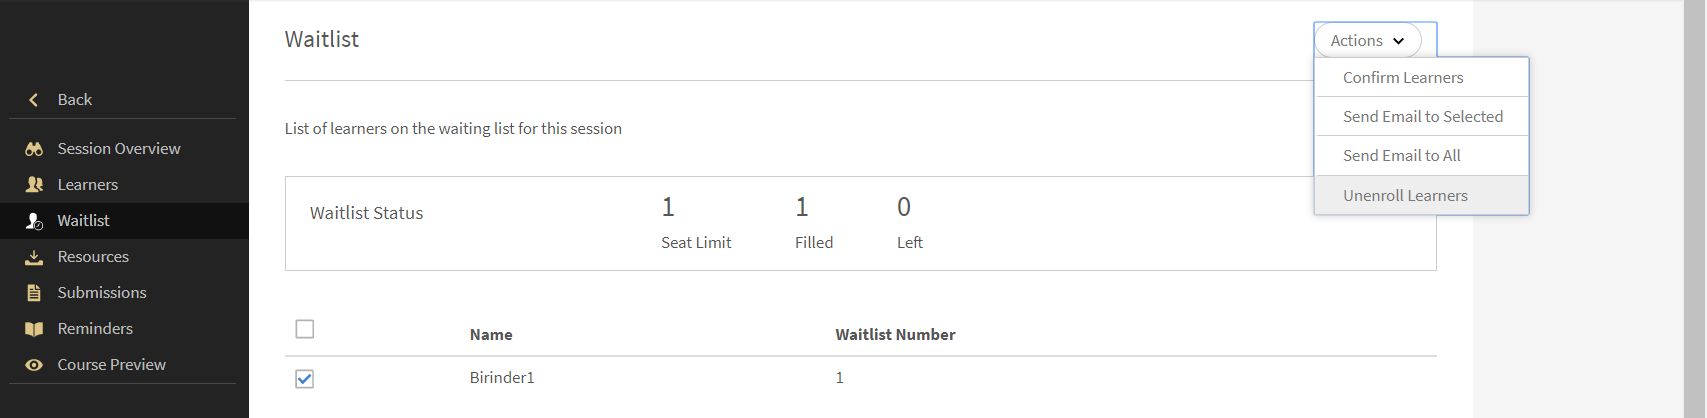 Back
Session Overview
Learners
Waitlist
Resources
Submissions
Reminders
Course Preview
Waitlist
Actions
Confirm Learners
Send Email to Selected
Send Email to All
Unenroll Learners
List of learners on the waiting list for this session
Waitlist Status
1 1 0
Seat Limit Filled Left
Name Waitlist Number
Birinder1 1